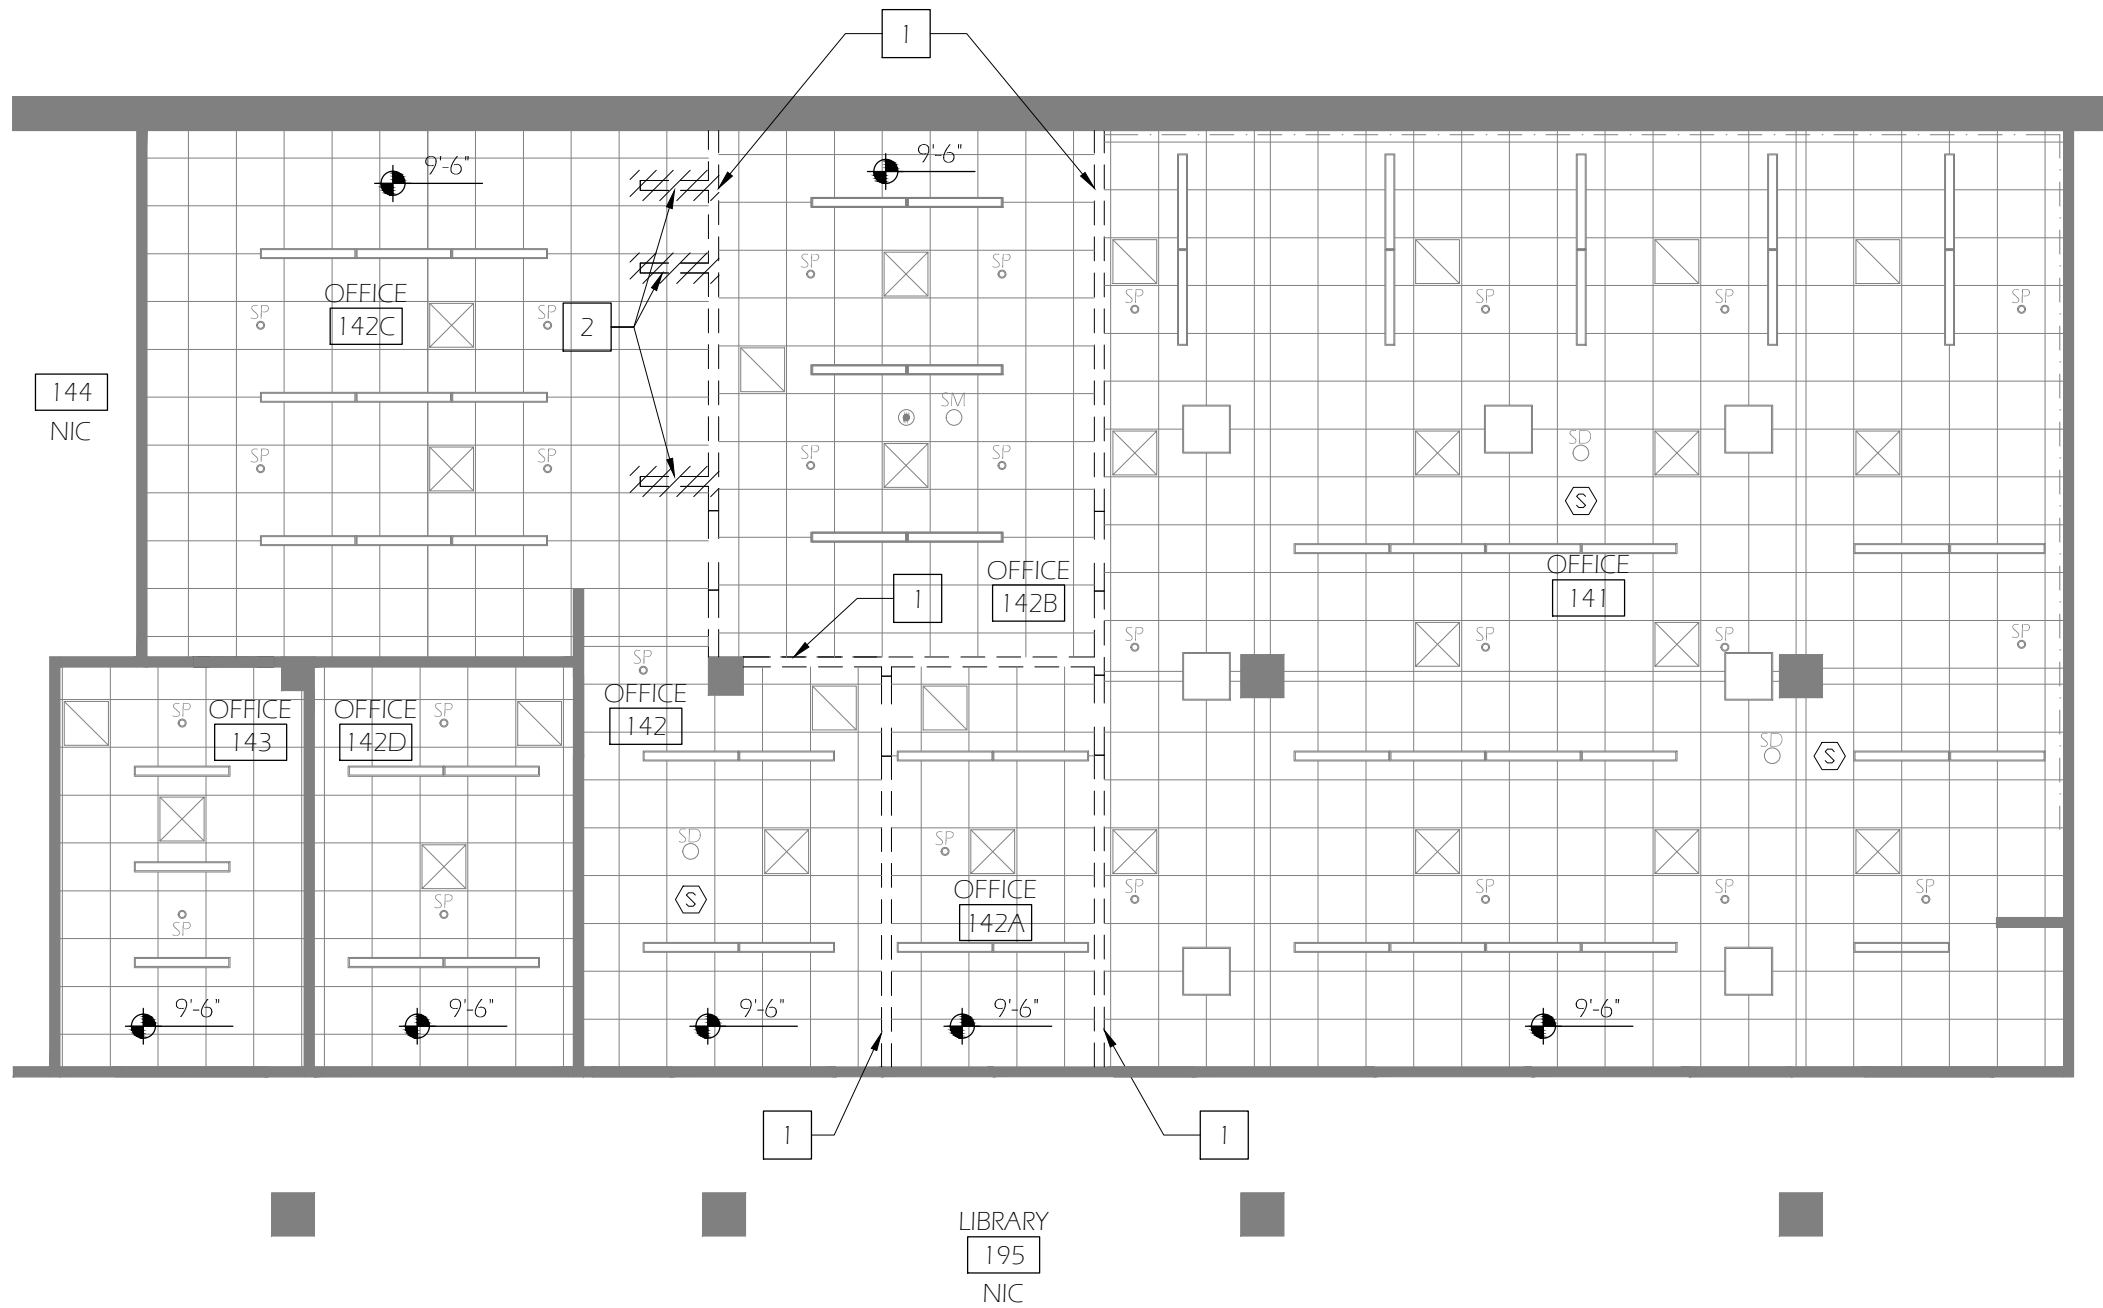 1
9'-6"
9'-6"
SP
SP
SP
SP
SP
SP
OFFICE
142C
SP
SP
2
144
NIC
SM
SD
SP
SP
SP
SP
S
OFFICE
142B
OFFICE
141
1
SP
SP
SP
SP
SP
OFFICE
142
SP
OFFICE
143
OFFICE
142D
SP
SD
S
SD
SP
SP
SP
SP
SP
OFFICE
142A
S
SP
SP
9'-6"
9'-6"
9'-6"
9'-6"
9'-6"
1
1
LIBRARY
195
NIC